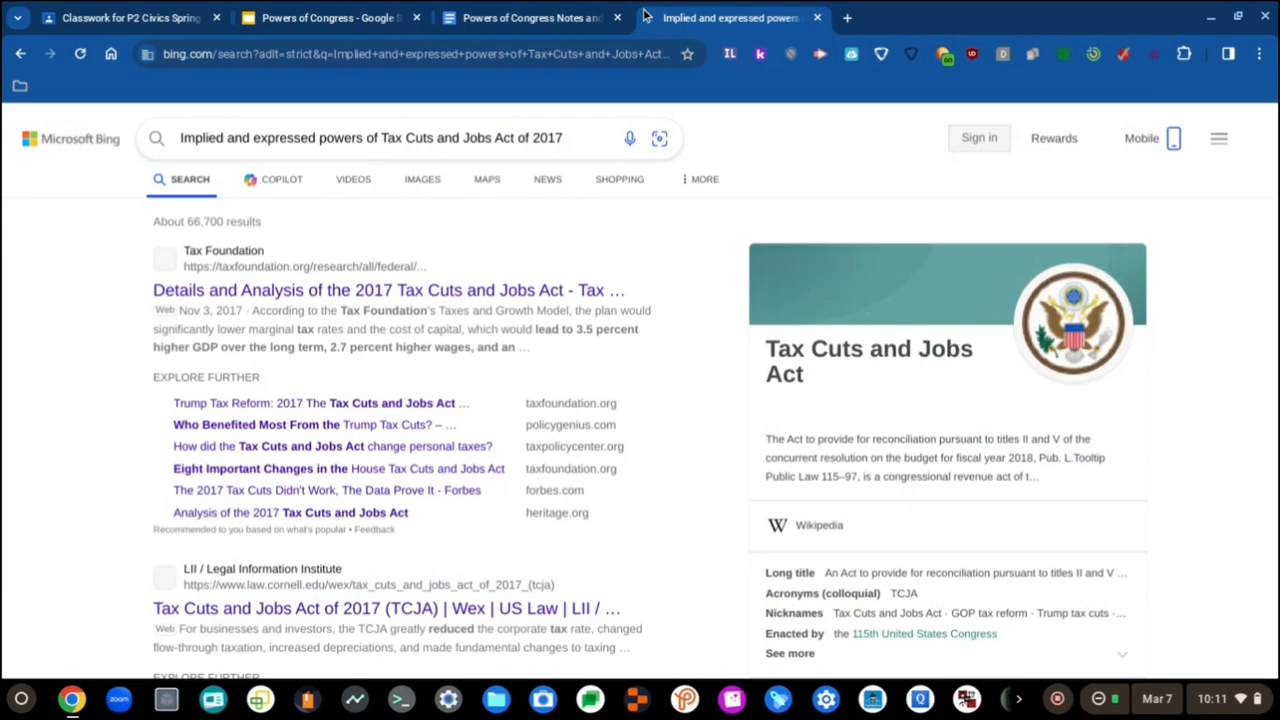 Classwork for P2 Civics Spring
Powers of Congress - Google S
Powers of Congress Notes and
Implied and expressed powers
bing.com/search?adlt=strict&q=Implied+and+expressed+powers+of+Tax+Cuts+and+Jobs+Act...
Microsoft Bing
Implied and expressed powers of Tax Cuts and Jobs Act of 2017
Sign in
Rewards
Mobile
SEARCH
COPILOT
VIDEOS
IMAGES
MAPS
NEWS
SHOPPING
MORE
About 66,700 results
Tax Foundation
https://taxfoundation.org/research/all/federal/...
Details and Analysis of the 2017 Tax Cuts and Jobs Act - Tax ...
Web Nov 3, 2017 · According to the Tax Foundation's Taxes and Growth Model, the plan would
significantly lower marginal tax rates and the cost of capital, which would lead to 3.5 percent
higher GDP over the long term, 2.7 percent higher wages, and an ...
EXPLORE FURTHER
Trump Tax Reform: 2017 The Tax Cuts and Jobs Act ... taxfoundation.org
Who Benefited Most From the Trump Tax Cuts? – ... policygenius.com
How did the Tax Cuts and Jobs Act change personal taxes? taxpolicycenter.org
Eight Important Changes in the House Tax Cuts and Jobs Act taxfoundation.org
The 2017 Tax Cuts Didn't Work, The Data Prove It - Forbes forbes.com
Analysis of the 2017 Tax Cuts and Jobs Act heritage.org
Recommended to you based on what's popular • Feedback
LII / Legal Information Institute
https://www.law.cornell.edu/wex/tax_cuts_and_jobs_act_of_2017_(tcja)
Tax Cuts and Jobs Act of 2017 (TCJA) | Wex | US Law | LII / ...
Web For businesses and investors, the TCJA greatly reduced the corporate tax rate, changed
flow-through taxation, increased depreciations, and made fundamental changes to taxing ...
EXPLORE FURTHER
Tax Cuts and Jobs
Act
The Act to provide for reconciliation pursuant to titles II and V of the
concurrent resolution on the budget for fiscal year 2018, Pub. L.Tooltip
Public Law 115–97, is a congressional revenue act of t...
W Wikipedia
Long title An Act to provide for reconciliation pursuant to titles II and V ...
Acronyms (colloquial) TCJA
Nicknames Tax Cuts and Jobs Act · GOP tax reform · Trump tax cuts ·...
Enacted by the 115th United States Congress
See more
zoom
Mar 7
10:11